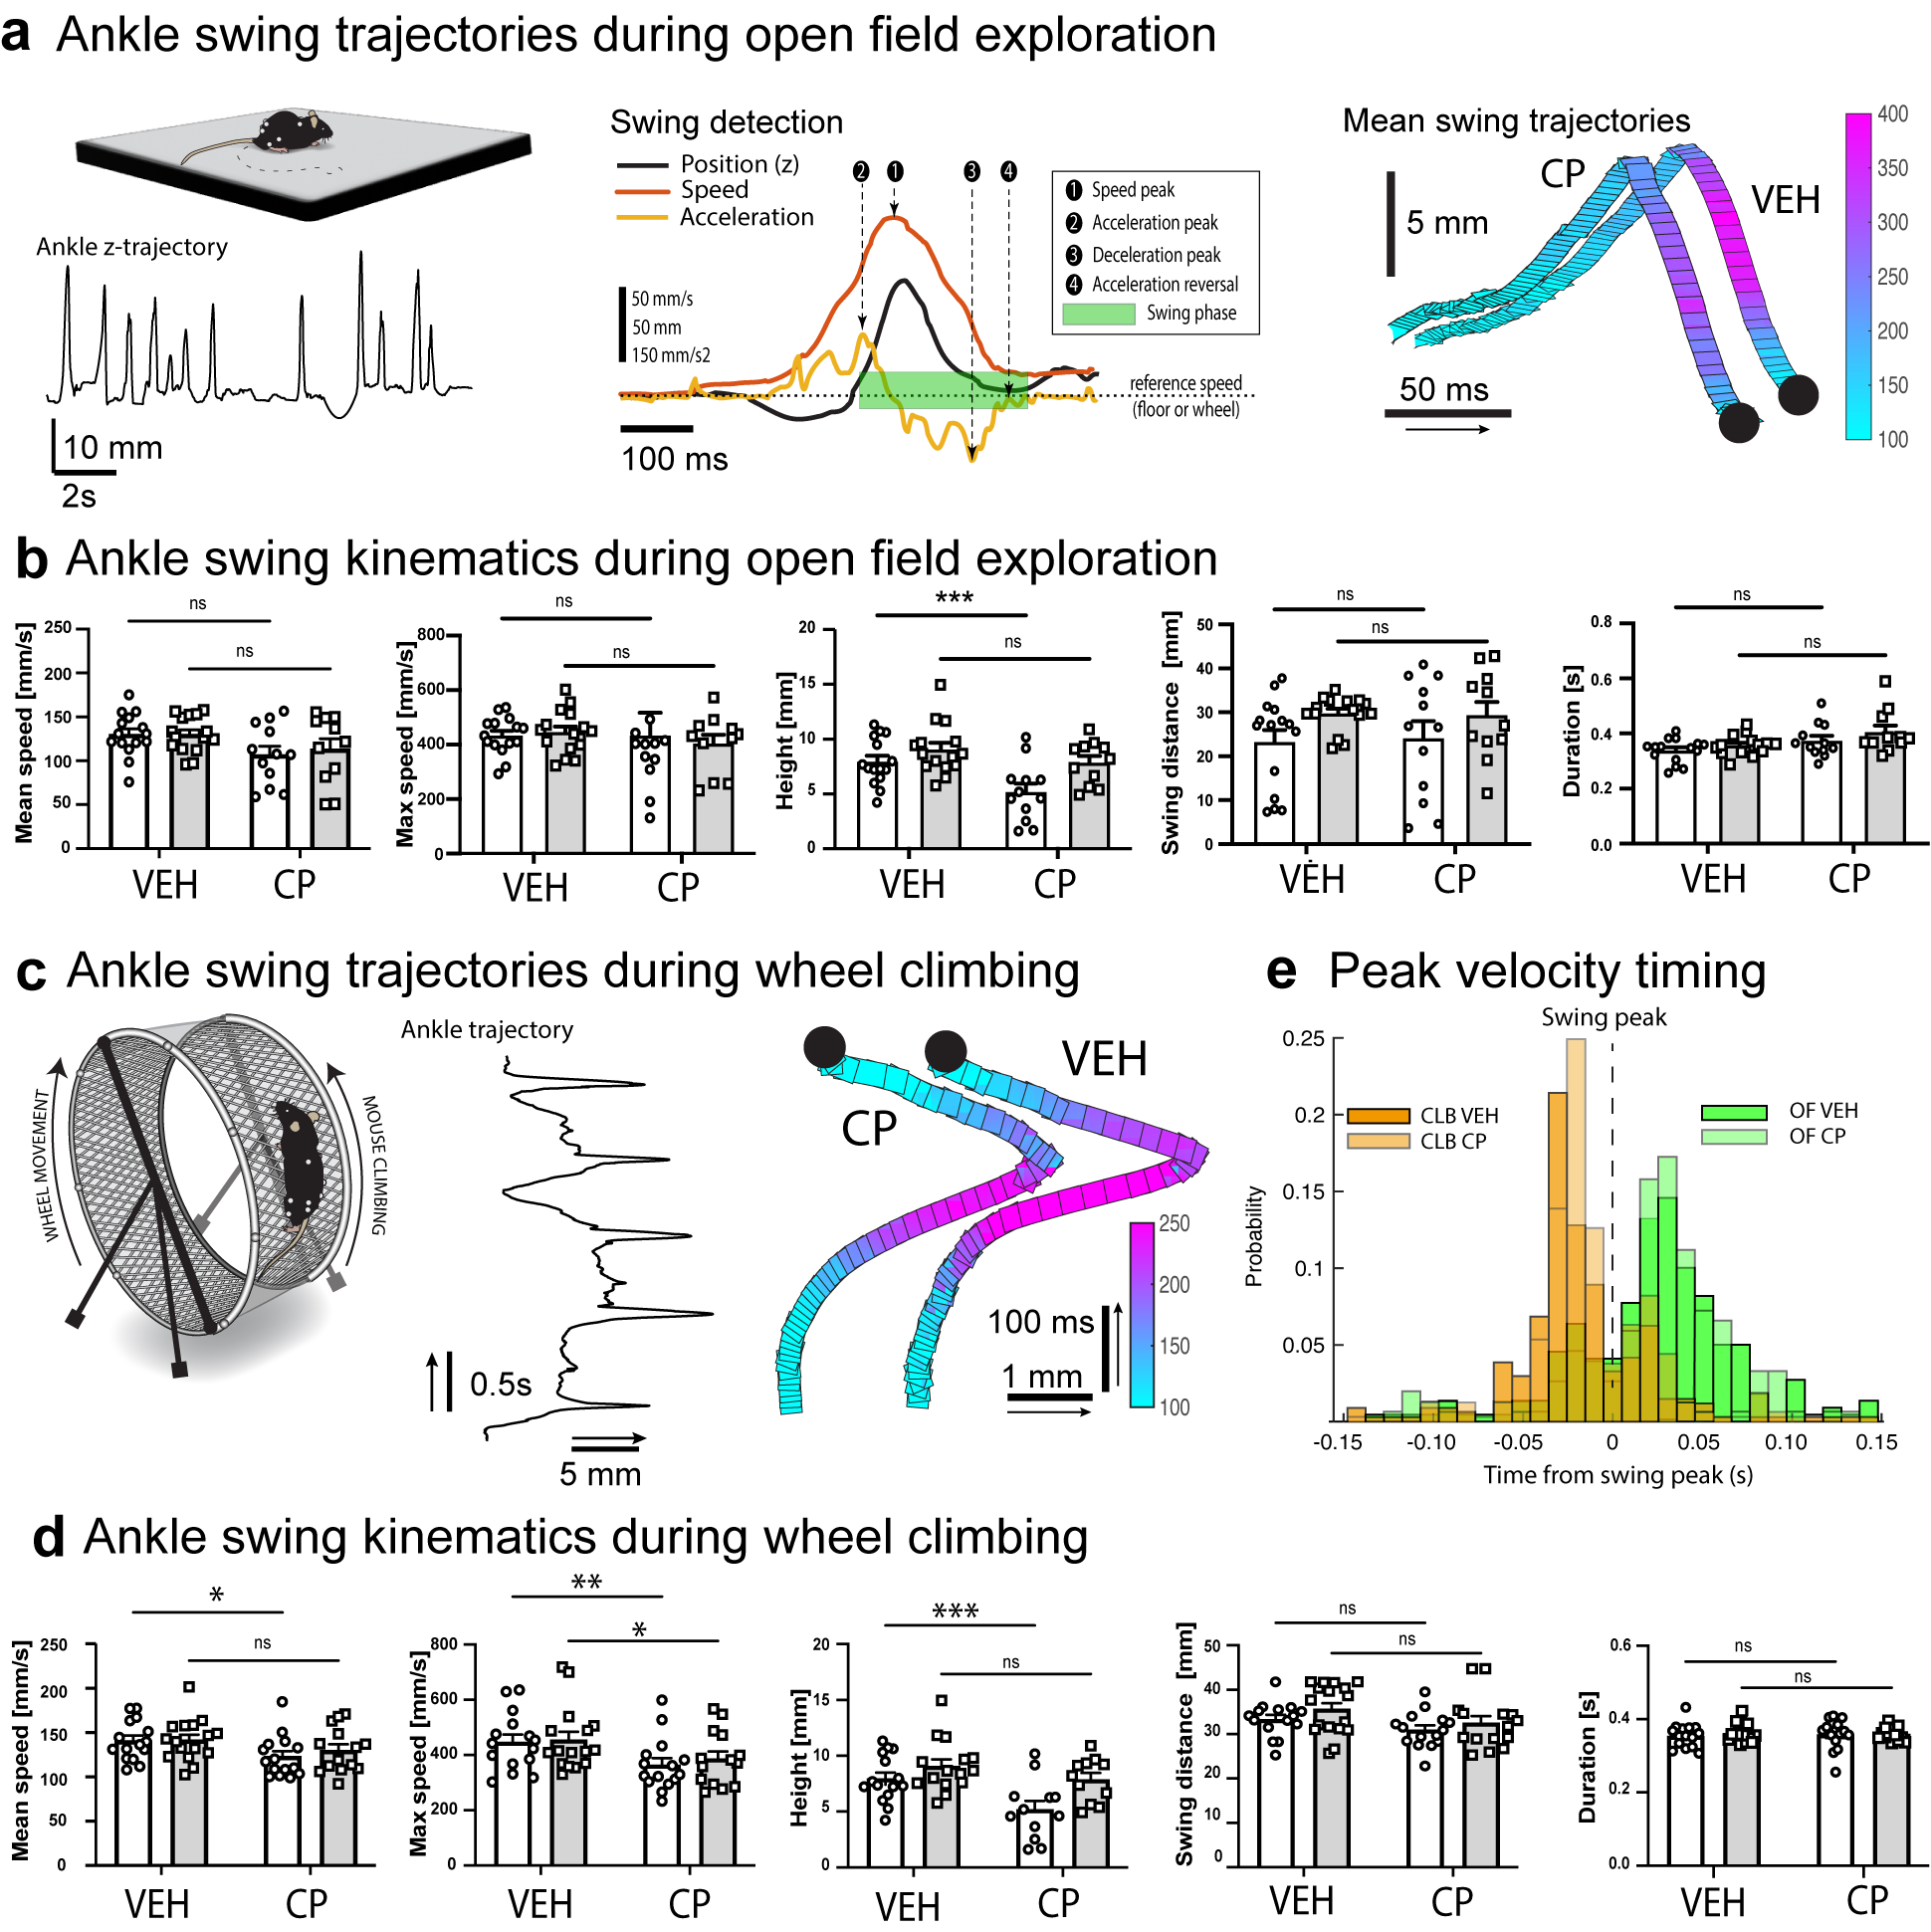 a Ankle swing trajectories during open field exploration
Ankle z-trajectory
10 mm
2s
Swing detection
Position (z)
Speed
Acceleration
2 1 3 4
50 mm/s
50 mm
150 mm/s2
100 ms
1 Speed peak
2 Acceleration peak
3 Deceleration peak
4 Acceleration reversal
Swing phase
reference speed
(floor or wheel)
Mean swing trajectories
CP
VEH
5 mm
50 ms
400
350
300
250
200
150
100
b Ankle swing kinematics during open field exploration
Mean speed [mm/s]
250
200
150
100
50
0
ns
ns
VEH CP
Max speed [mm/s]
800
600
400
200
0
ns
ns
VEH CP
Height [mm]
20
15
10
5
0
***
ns
VEH CP
Swing distance [mm]
50
40
30
20
10
0
ns
ns
VEH CP
Duration [s]
0.8
0.6
0.4
0.2
0.0
ns
ns
VEH CP
c Ankle swing trajectories during wheel climbing
WHEEL MOVEMENT
MOUSE CLIMBING
Ankle trajectory
0.5s
5 mm
VEH
CP
100 ms
1 mm
250
200
150
100
e Peak velocity timing
Swing peak
CLB VEH
CLB CP
OF VEH
OF CP
Probability
0.25
0.2
0.15
0.1
0.05
-0.15 -0.10 -0.05 0 0.05 0.10 0.15
Time from swing peak (s)
d Ankle swing kinematics during wheel climbing
Mean speed [mm/s]
250
200
150
100
50
0
*
ns
VEH CP
Max speed [mm/s]
800
600
400
200
0
**
*
VEH CP
Height [mm]
20
15
10
5
0
***
ns
VEH CP
Swing distance [mm]
50
40
30
20
10
0
ns
ns
VEH CP
Duration [s]
0.6
0.4
0.2
0.0
ns
ns
VEH CP